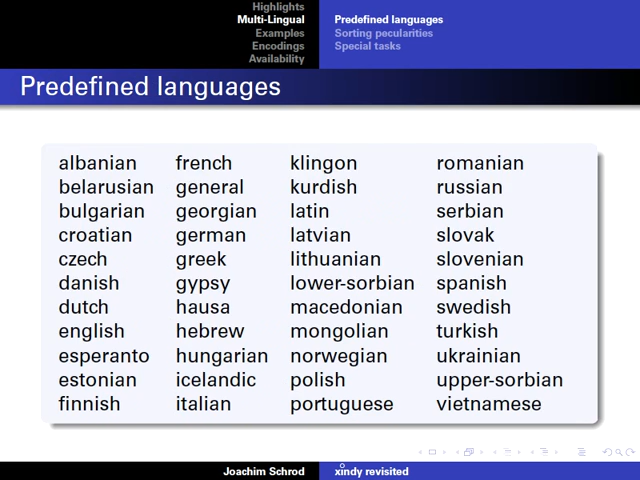 Highlights
Multi-Lingual
Examples
Encodings
Availability
Predefined languages
Sorting pecularities
Special tasks
Predefined languages
albanian french klingon romanian
belarusian general kurdish russian
bulgarian georgian latin serbian
croatian german latvian slovak
czech greek lithuanian slovenian
danish gypsy lower-sorbian spanish
dutch hausa macedonian swedish
english hebrew mongolian turkish
esperanto hungarian norwegian ukrainian
estonian icelandic polish upper-sorbian
finnish italian portuguese vietnamese
Joachim Schrod xı̊ndy revisited